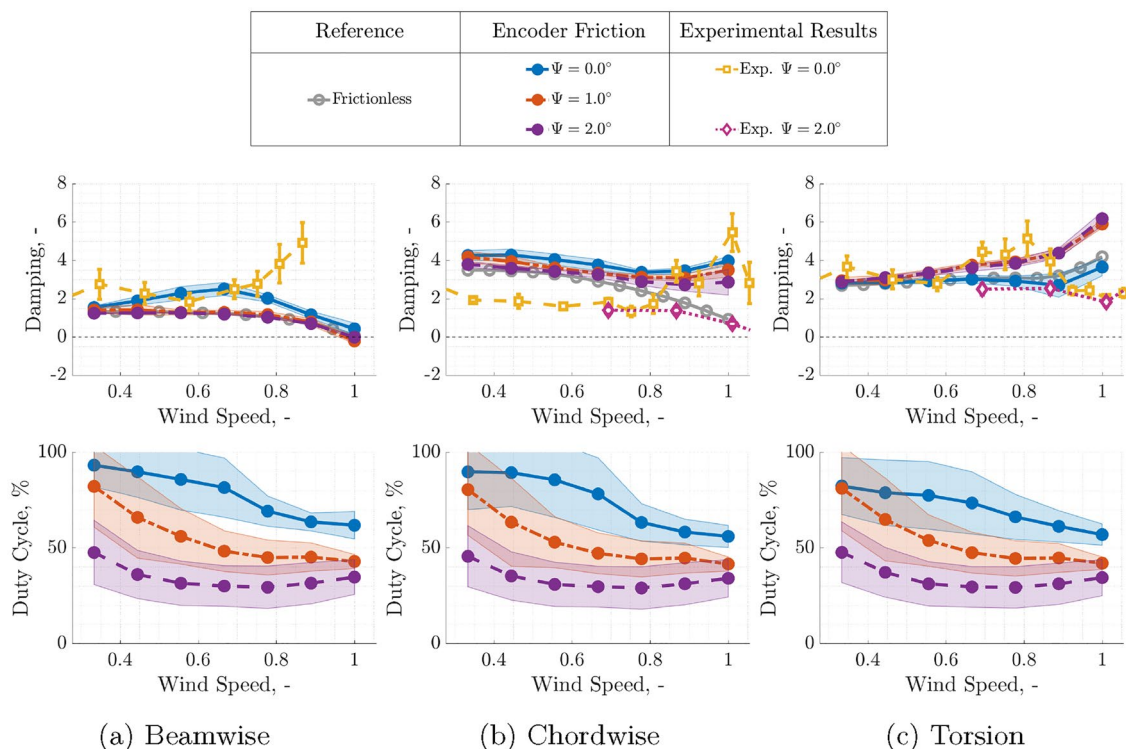 Reference Encoder Friction Experimental Results
Ψ = 0.0° Exp. Ψ = 0.0°
Frictionless Ψ = 1.0°
Ψ = 2.0° Exp. Ψ = 2.0°
8 8 8
6 6 6
4 4 4
2 2 2
0 0 0
-2 -2 -2
Damping, - Damping, - Damping, -
0.4 0.6 0.8 1 0.4 0.6 0.8 1 0.4 0.6 0.8 1
Wind Speed, - Wind Speed, - Wind Speed, -
100 100 100
50 50 50
0 0 0
Duty Cycle, % Duty Cycle, % Duty Cycle, %
0.4 0.6 0.8 1 0.4 0.6 0.8 1 0.4 0.6 0.8 1
Wind Speed, - Wind Speed, - Wind Speed, -
(a) Beamwise (b) Chordwise (c) Torsion